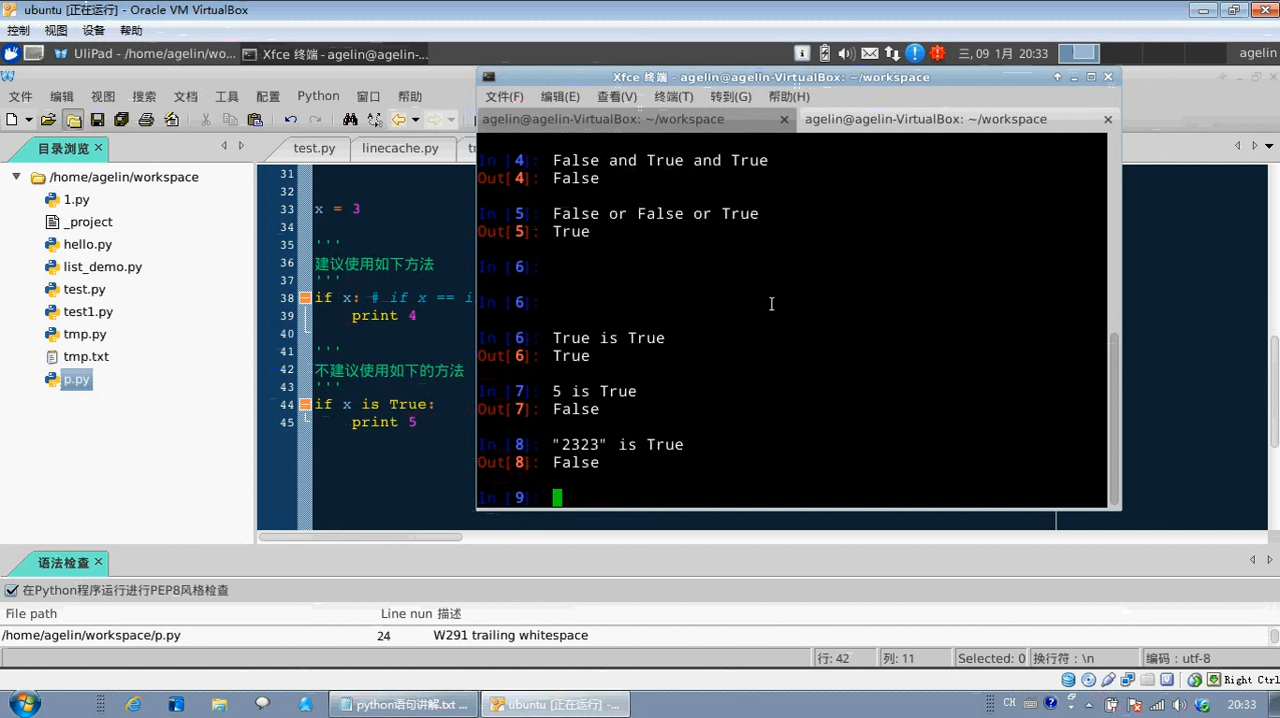 ubuntu [正在运行] - Oracle VM VirtualBox
控制 视图 设备 帮助
UliPad - /home/agelin/wo... Xfce 终端 - agelin@agelin-... 三, 09 1月 20:33 agelin
Xfce 终端 - agelin@agelin-VirtualBox: ~/workspace
文件 编辑 视图 搜索 文档 工具 配置 Python 窗口 帮助
文件(F) 编辑(E) 查看(V) 终端(T) 转到(G) 帮助(H)
agelin@agelin-VirtualBox: ~/workspace agelin@agelin-VirtualBox: ~/workspace
目录浏览 test.py linecache.py
/home/agelin/workspace
1.py
_project
hello.py
list_demo.py
test.py
test1.py
tmp.py
tmp.txt
p.py
31
32
33 x = 3
34
35 '''
36 建议使用如下方法
37 '''
38 if x: # if x == i
39 print 4
40
41 '''
42 不建议使用如下的方法
43 '''
44 if x is True:
45 print 5
In [4]: False and True and True
Out[4]: False
In [5]: False or False or True
Out[5]: True
In [6]:
In [6]:
In [6]: True is True
Out[6]: True
In [7]: 5 is True
Out[7]: False
In [8]: "2323" is True
Out[8]: False
In [9]:
语法检查
在Python程序运行进行PEP8风格检查
File path Line nun 描述
/home/agelin/workspace/p.py 24 W291 trailing whitespace
行: 42 列: 11 Selected: 0 换行符：\n 编码：utf-8
Right Ctrl
python语句讲解.txt ... ubuntu [正在运行] -... CH 20:33